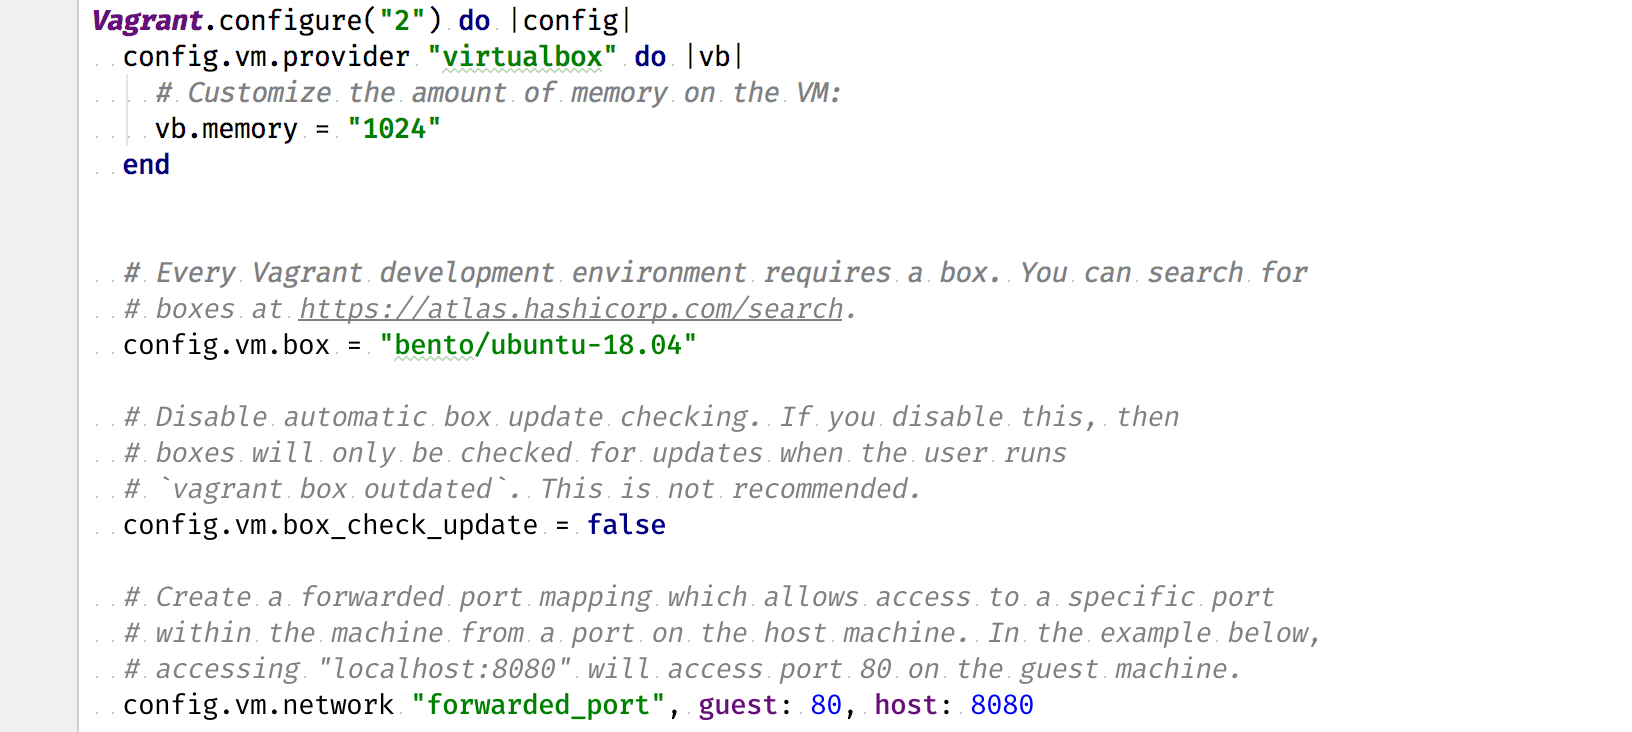 Vagrant.configure("2") do |config|
  config.vm.provider "virtualbox" do |vb|
    # Customize the amount of memory on the VM:
    vb.memory = "1024"
  end
  # Every Vagrant development environment requires a box. You can search for
  # boxes at https://atlas.hashicorp.com/search.
  config.vm.box = "bento/ubuntu-18.04"
  # Disable automatic box update checking. If you disable this, then
  # boxes will only be checked for updates when the user runs
  # `vagrant box outdated`. This is not recommended.
  config.vm.box_check_update = false
  # Create a forwarded port mapping which allows access to a specific port
  # within the machine from a port on the host machine. In the example below,
  # accessing "localhost:8080" will access port 80 on the guest machine.
  config.vm.network "forwarded_port", guest: 80, host: 8080